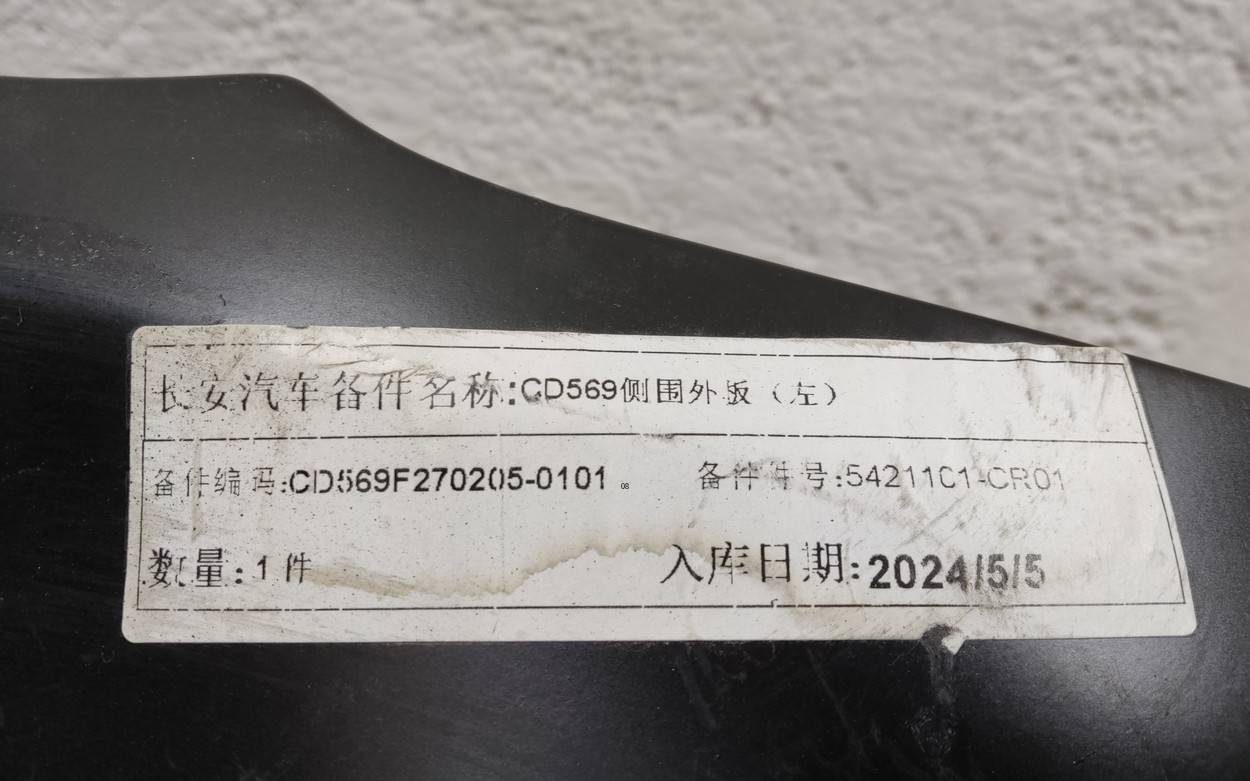 长安汽车备件名称:CD569侧围外板（左）
备件编码:CD569F270205-0101 08 备件件号:5421101-CR01
数量:1件 入库日期:2024/5/5